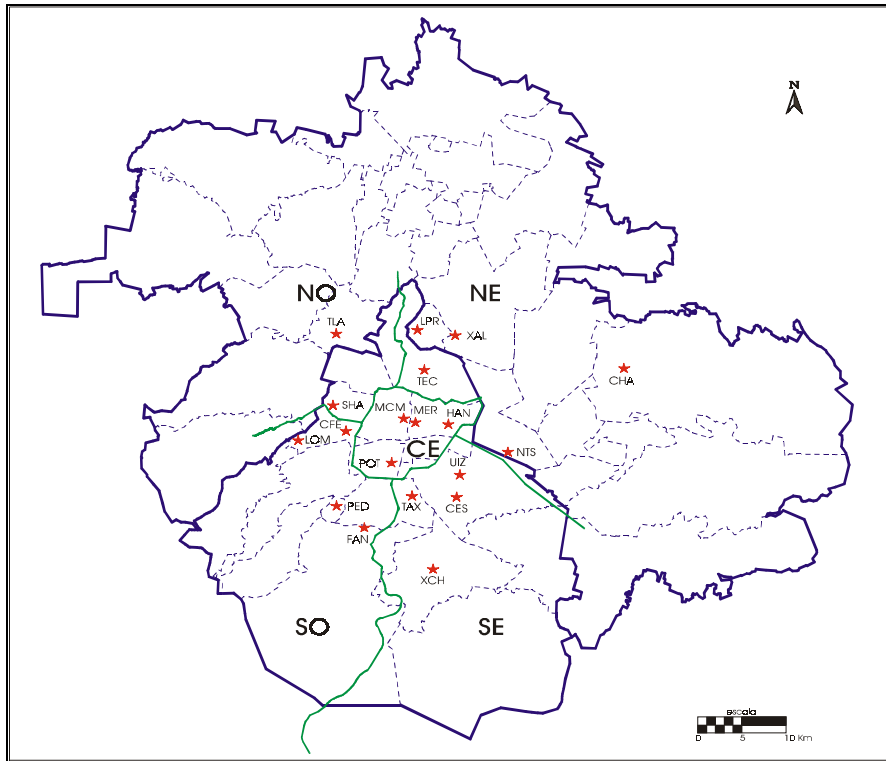 N
NO
NE
TLA
LPR
XAL
TEC
CHA
SHA
MCM
MER
HAN
CFE
LOM
CE
NTS
POT
UIZ
PED
TAX
CES
FAN
XCH
SO
SE
escala
0 5 10 Km